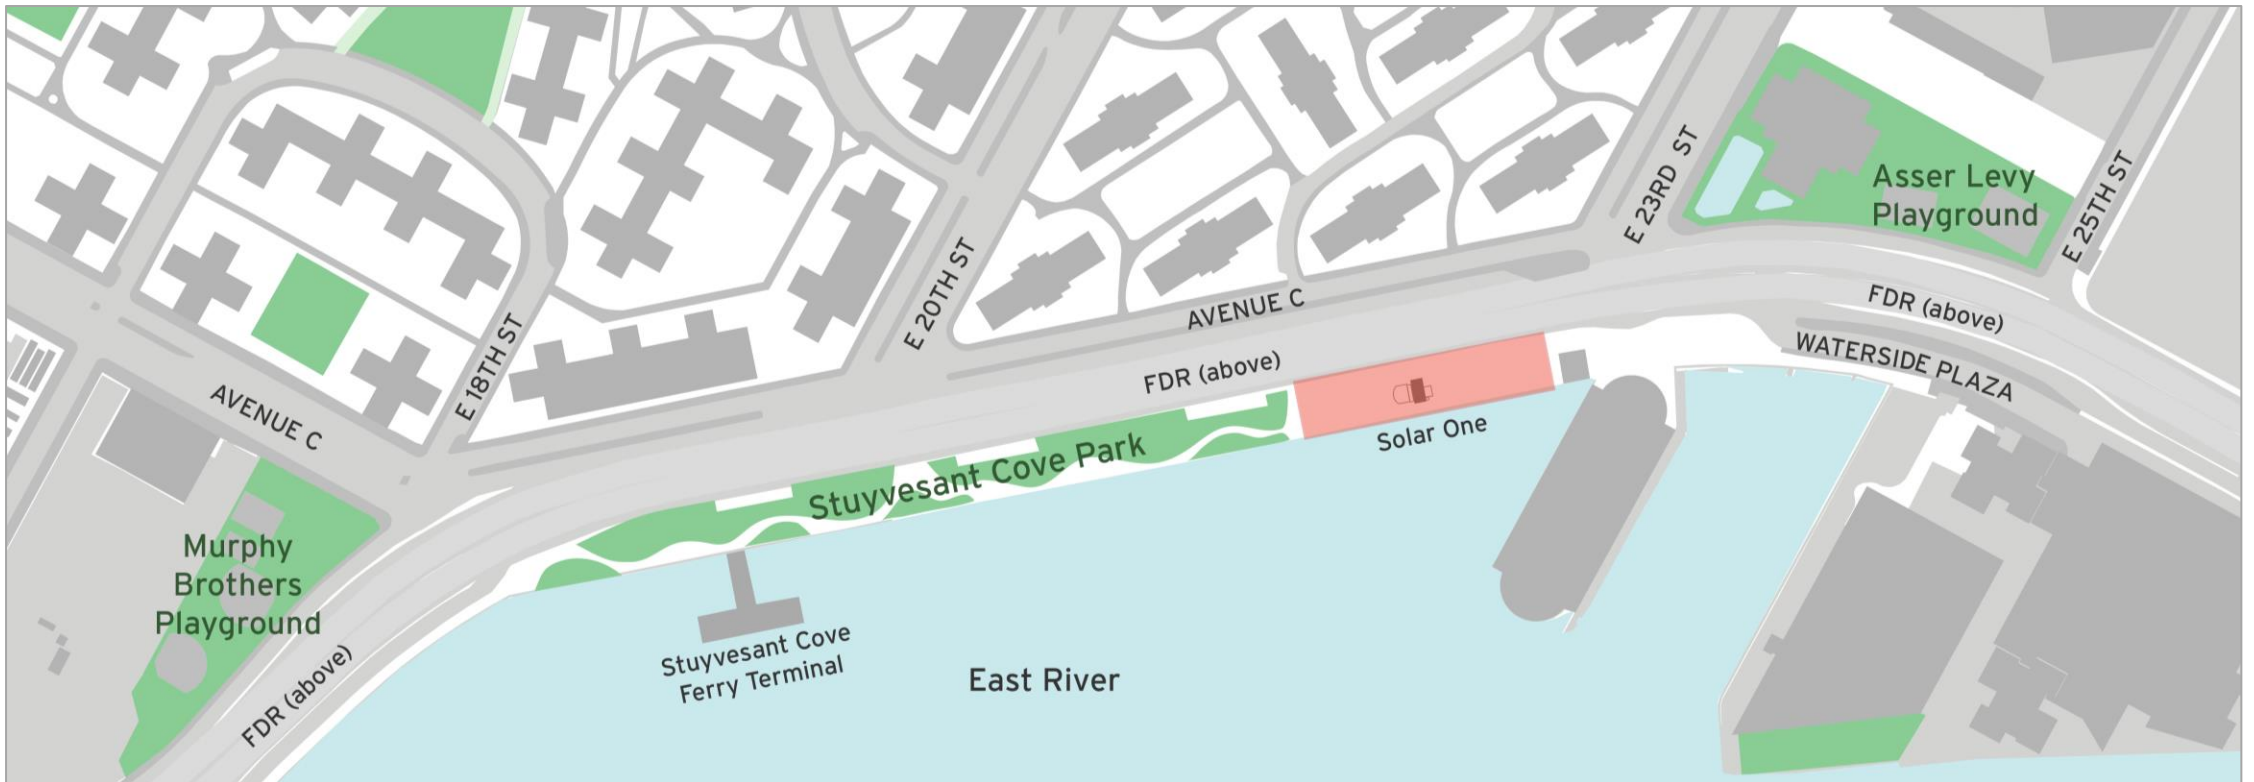 E 23RD ST
Asser Levy
Playground
E 25TH ST
E 20TH ST
AVENUE C
FDR (above)
WATERSIDE PLAZA
E 18TH ST
AVENUE C
FDR (above)
Solar One
Stuyvesant Cove Park
Murphy
Brothers
Playground
FDR (above)
Stuyvesant Cove
Ferry Terminal
East River